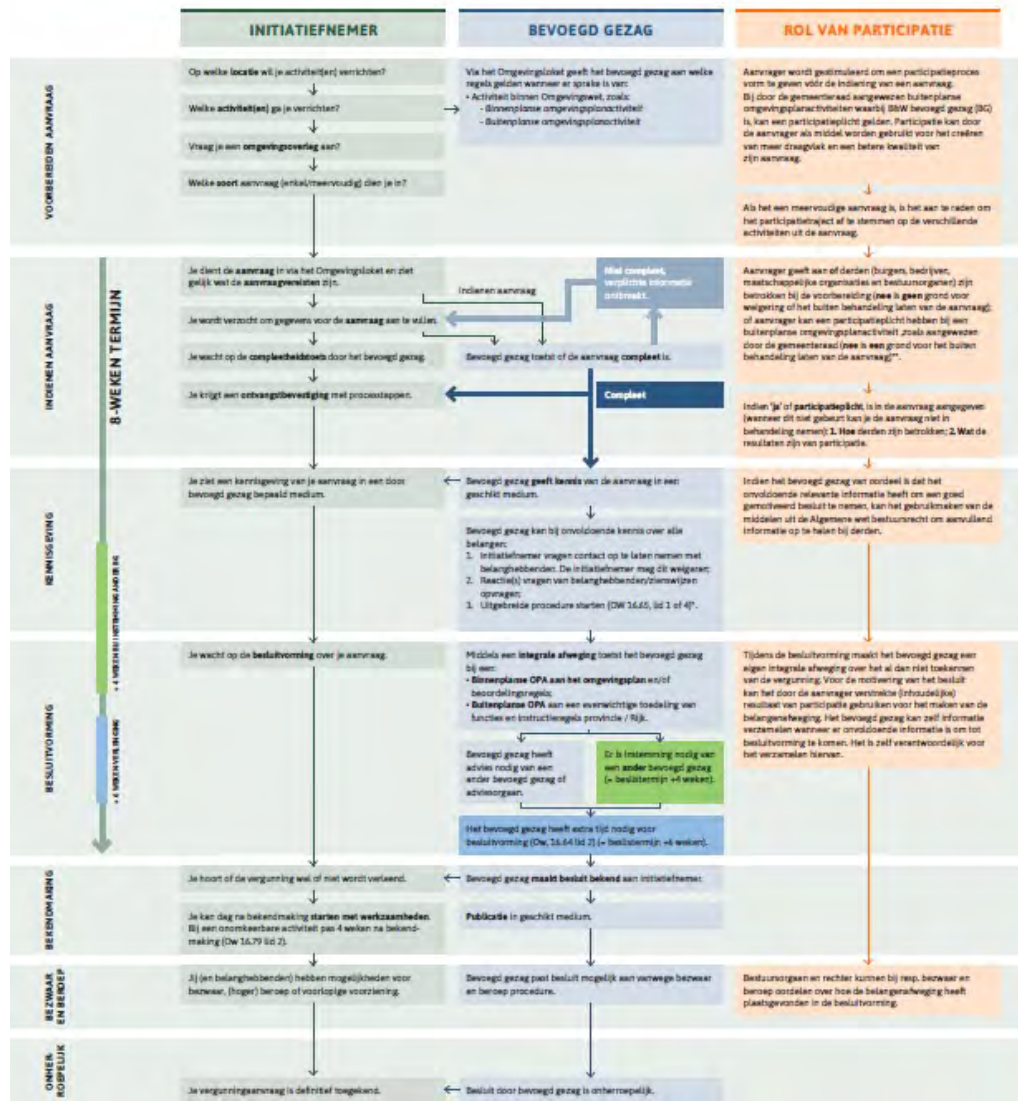 INITIATIEFNEMER
BEVOEGD GEZAG
ROL VAN PARTICIPATIE
VOORBEREIDEN AANVRAAG
Op welke locatie wil je activiteit(en) verrichten?
Welke activiteit(en) ga je verrichten?
Vraag je een omgevingsoverleg aan?
Welke soort aanvraag (enkel/meervoudig) dien je in?
Via het Omgevingsloket geeft het bevoegd gezag aan welke
regels gelden wanneer er sprake is van:
• Activiteit binnen Omgevingswet, zoals:
- Binnenplanse omgevingsplanactiviteit
- Buitenplanse omgevingsplanactiviteit
Aanvrager wordt gestimuleerd om een participatieproces
vorm te geven vóór de indiening van een aanvraag.
Bij door de gemeenteraad aangewezen buitenplanse
omgevingsplanactiviteiten waarbij B&W bevoegd gezag (BG)
is, kan een participatieplicht gelden. Participatie kan door
de aanvrager als middel worden gebruikt voor het creëren
van meer draagvlak en een betere kwaliteit van
zijn aanvraag.
Als het een meervoudige aanvraag is, is het aan te raden om
het participatietraject af te stemmen op de verschillende
activiteiten uit de aanvraag.
INDIENEN AANVRAAG
8-WEKEN TERMIJN
Je dient de aanvraag in via het Omgevingsloket en ziet
gelijk wat de aanvraagvereisten zijn.
Je wordt verzocht om gegevens voor de aanvraag aan te vullen.
Je wacht op de compleetheidstoets door het bevoegd gezag.
Je krijgt een ontvangstbevestiging met processtappen.
Indienen aanvraag
Niet compleet,
verplichte informatie
ontbreekt.
Bevoegd gezag toetst of de aanvraag compleet is.
Compleet
Aanvrager geeft aan of derden (burgers, bedrijven,
maatschappelijke organisaties en bestuursorganen) zijn
betrokken bij de voorbereiding (nee is geen grond voor
weigering of het buiten behandeling laten van de aanvraag);
of aanvrager kan een participatieplicht hebben bij een
buitenplanse omgevingsplanactiviteit, zoals aangewezen
door de gemeenteraad (nee is een grond voor het buiten
behandeling laten van de aanvraag)**.
Indien 'ja' of participatieplicht, is in de aanvraag aangegeven
(wanneer dit niet gebeurt kan je de aanvraag niet in
behandeling nemen): 1. Hoe derden zijn betrokken; 2. Wat de
resultaten zijn van participatie.
KENNISGEVING
+ 4 WEKEN BIJ INSTEMMING ANDER BG
Je ziet een kennisgeving van je aanvraag in een door
bevoegd gezag bepaald medium.
Bevoegd gezag geeft kennis van de aanvraag in een
geschikt medium.
Bevoegd gezag kan bij onvoldoende kennis over alle
belangen:
1. Initiatiefnemer vragen contact op te laten nemen met
belanghebbenden. De initiatiefnemer mag dit weigeren;
2. Reactie(s) vragen van belanghebbenden/zienswijzen
opvragen;
3. Uitgebreide procedure starten (OW 16.65, lid 1 of 4)*.
Indien het bevoegd gezag van oordeel is dat het
onvoldoende relevante informatie heeft om een goed
gemotiveerd besluit te nemen, kan het gebruikmaken van de
middelen uit de Algemene wet bestuursrecht om aanvullend
informatie op te halen bij derden.
BESLUITVORMING
+ 6 WEKEN VERLENGING
Je wacht op de besluitvorming over je aanvraag.
Middels een integrale afweging toetst het bevoegd gezag
bij een:
• Binnenplanse OPA aan het omgevingsplan en/of
beoordelingsregels;
• Buitenplanse OPA aan een evenwichtige toedeling van
functies en instructieregels provincie / Rijk.
Bevoegd gezag heeft
advies nodig van een
ander bevoegd gezag of
adviesorgaan.
Er is instemming nodig van
een ander bevoegd gezag
(= beslistermijn +4 weken).
Het bevoegd gezag heeft extra tijd nodig voor
besluitvorming (Ow, 16.64 lid 2) (= beslistermijn +6 weken).
Tijdens de besluitvorming maakt het bevoegd gezag een
eigen integrale afweging over het al dan niet toekennen
van de vergunning. Voor de motivering van het besluit
kan het door de aanvrager verstrekte (inhoudelijke)
resultaat van participatie gebruiken voor het maken van de
belangenafweging. Het bevoegd gezag kan zelf informatie
verzamelen wanneer er onvoldoende informatie is om tot
besluitvorming te komen. Het is zelf verantwoordelijk voor
het verzamelen hiervan.
BEKENDMAKING
Je hoort of de vergunning wel of niet wordt verleend.
Je kan dag na bekendmaking starten met werkzaamheden.
Bij een onomkeerbare activiteit pas 4 weken na bekend-
making (Ow 16.79 lid 2).
Bevoegd gezag maakt besluit bekend aan initiatiefnemer.
Publicatie in geschikt medium.
BEZWAAR
EN BEROEP
Jij (en belanghebbenden) hebben mogelijkheden voor
bezwaar, (hoger) beroep of voorlopige voorziening.
Bevoegd gezag past besluit mogelijk aan vanwege bezwaar
en beroep procedure.
Bestuursorgaan en rechter kunnen bij resp. bezwaar en
beroep oordelen over hoe de belangenafweging heeft
plaatsgevonden in de besluitvorming.
ONHER-
ROEPELIJK
Je vergunningaanvraag is definitief toegekend.
Besluit door bevoegd gezag is onherroepelijk.